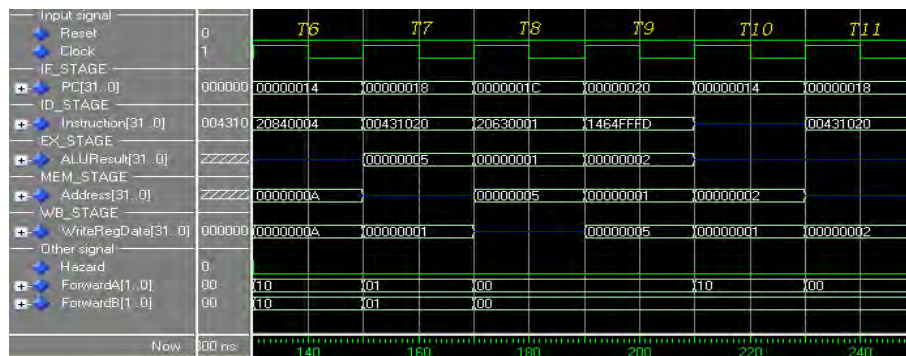 Input signal
T6 T7 T8 T9 T10 T11
Reset 0
Clock 1
IF_STAGE
PC[31..0] 000000 00000014 00000018 0000001C 00000020 00000014 00000018
ID_STAGE
Instruction[31..0] 004310 20840004 00431020 20630001 1464FFFD 00431020
EX_STAGE
ALUResult[31..0] ZZZZZ 00000005 00000001 00000002
MEM_STAGE
Address[31..0] ZZZZZ 0000000A 00000005 00000001 00000002
WB_STAGE
WriteRegData[31..0] 000000 0000000A 00000001 00000005 00000001 00000002
Other signal
Hazard 0
ForwardA[1..0] 00 10 01 00 10 00
ForwardB[1..0] 00 10 01 00
Now 300 ns 140 160 180 200 220 240